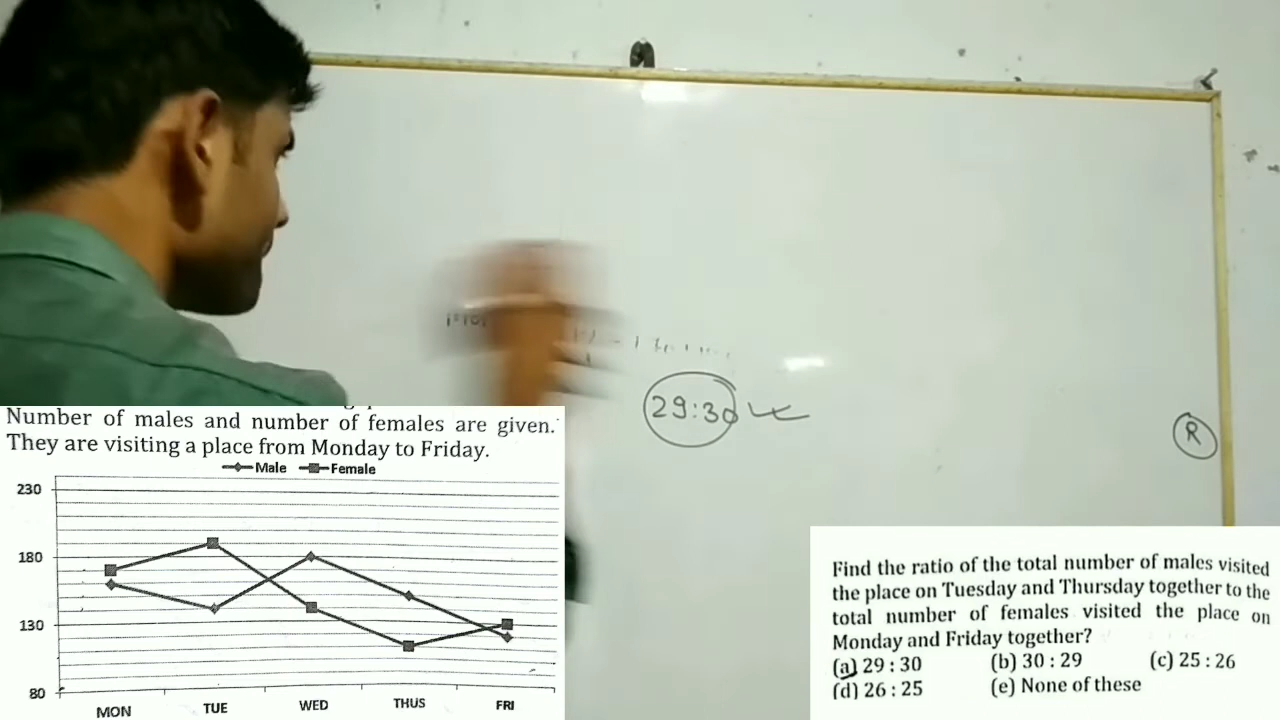 29:30
R
Number of males and number of females are given.
They are visiting a place from Monday to Friday.
Male Female
230
180
130
80
MON TUE WED THUS FRI
Find the ratio of the total number of males visited
the place on Tuesday and Thursday together to the
total number of females visited the place on
Monday and Friday together?
(a) 29 : 30 (b) 30 : 29 (c) 25 : 26
(d) 26 : 25 (e) None of these